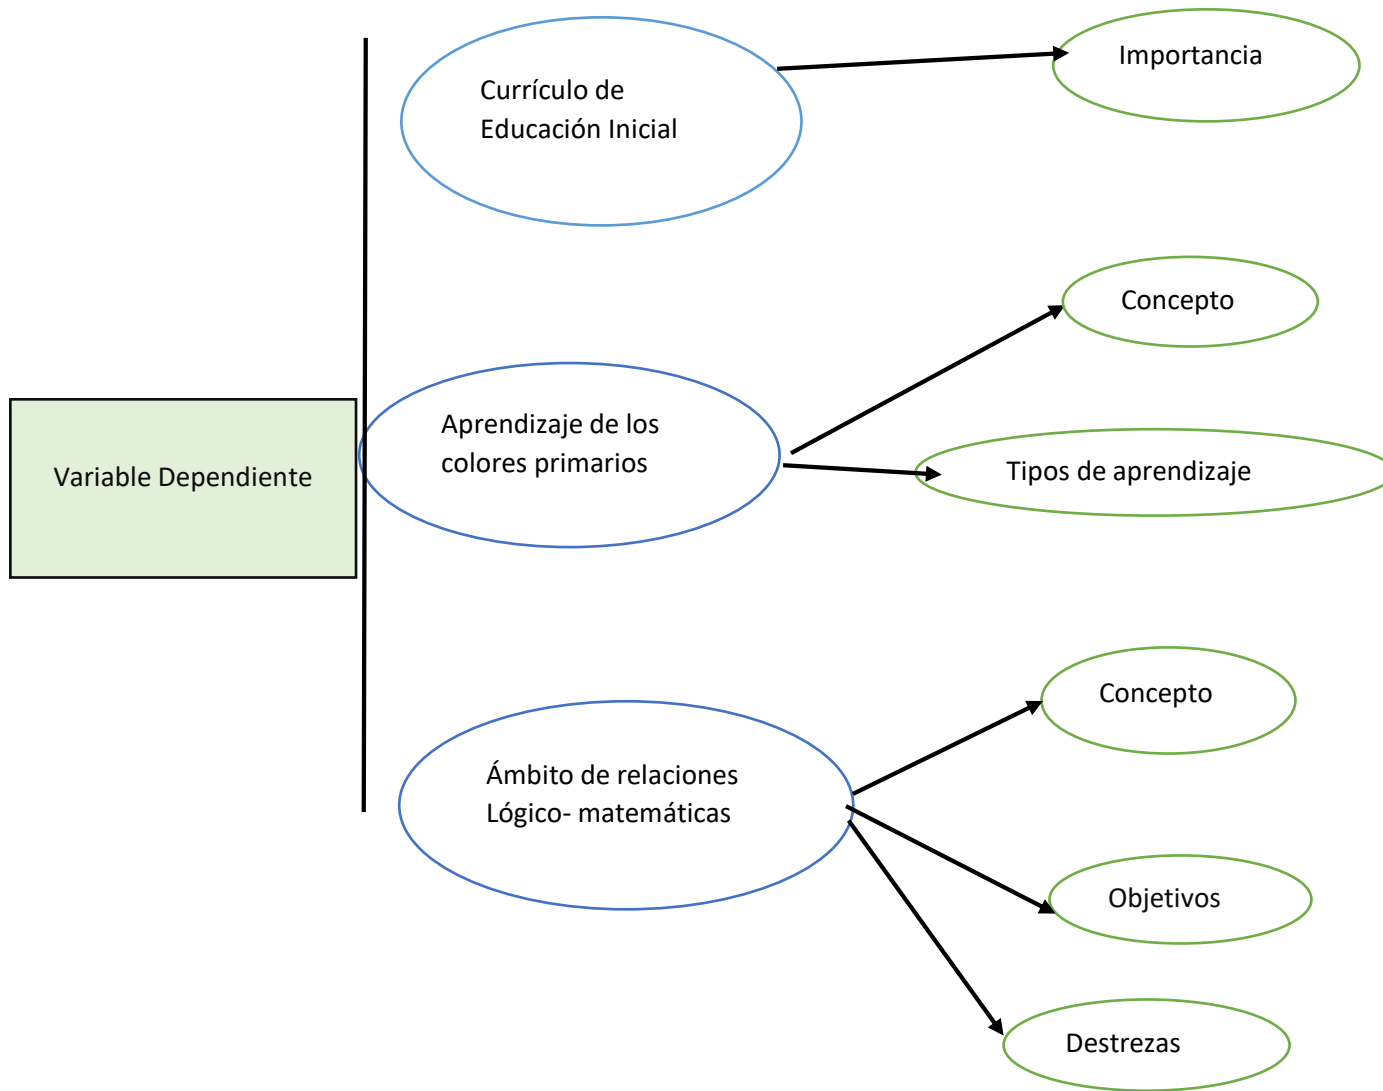 Variable Dependiente
Currículo de
Educación Inicial
Importancia
Aprendizaje de los
colores primarios
Concepto
Tipos de aprendizaje
Ámbito de relaciones
Lógico- matemáticas
Concepto
Objetivos
Destrezas